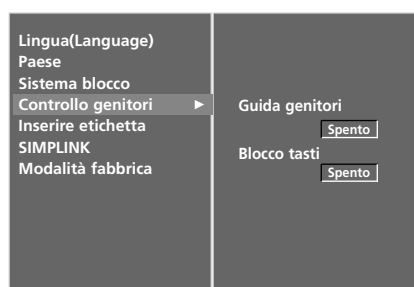 Lingua(Language)
Paese
Sistema blocco
Controllo genitori ►
Inserire etichetta
SIMPLINK
Modalità fabbrica
Guida genitori
Spento
Blocco tasti
Spento